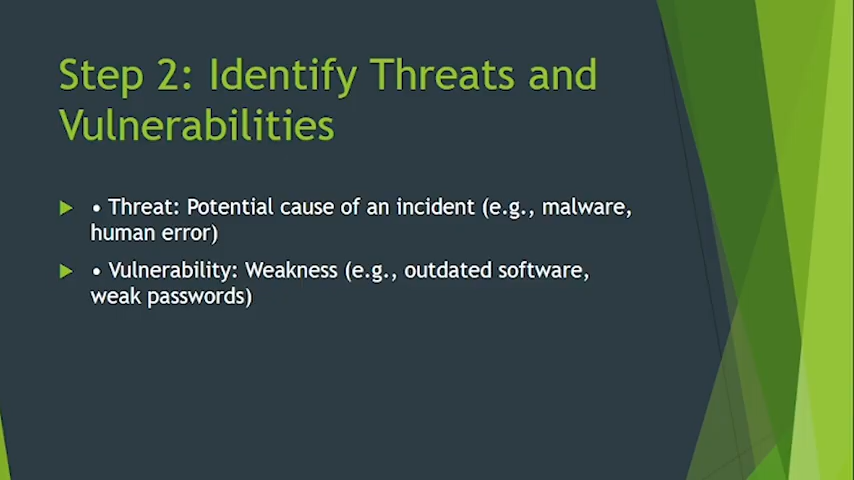 Step 2: Identify Threats and
Vulnerabilities
• Threat: Potential cause of an incident (e.g., malware,
human error)
• Vulnerability: Weakness (e.g., outdated software,
weak passwords)